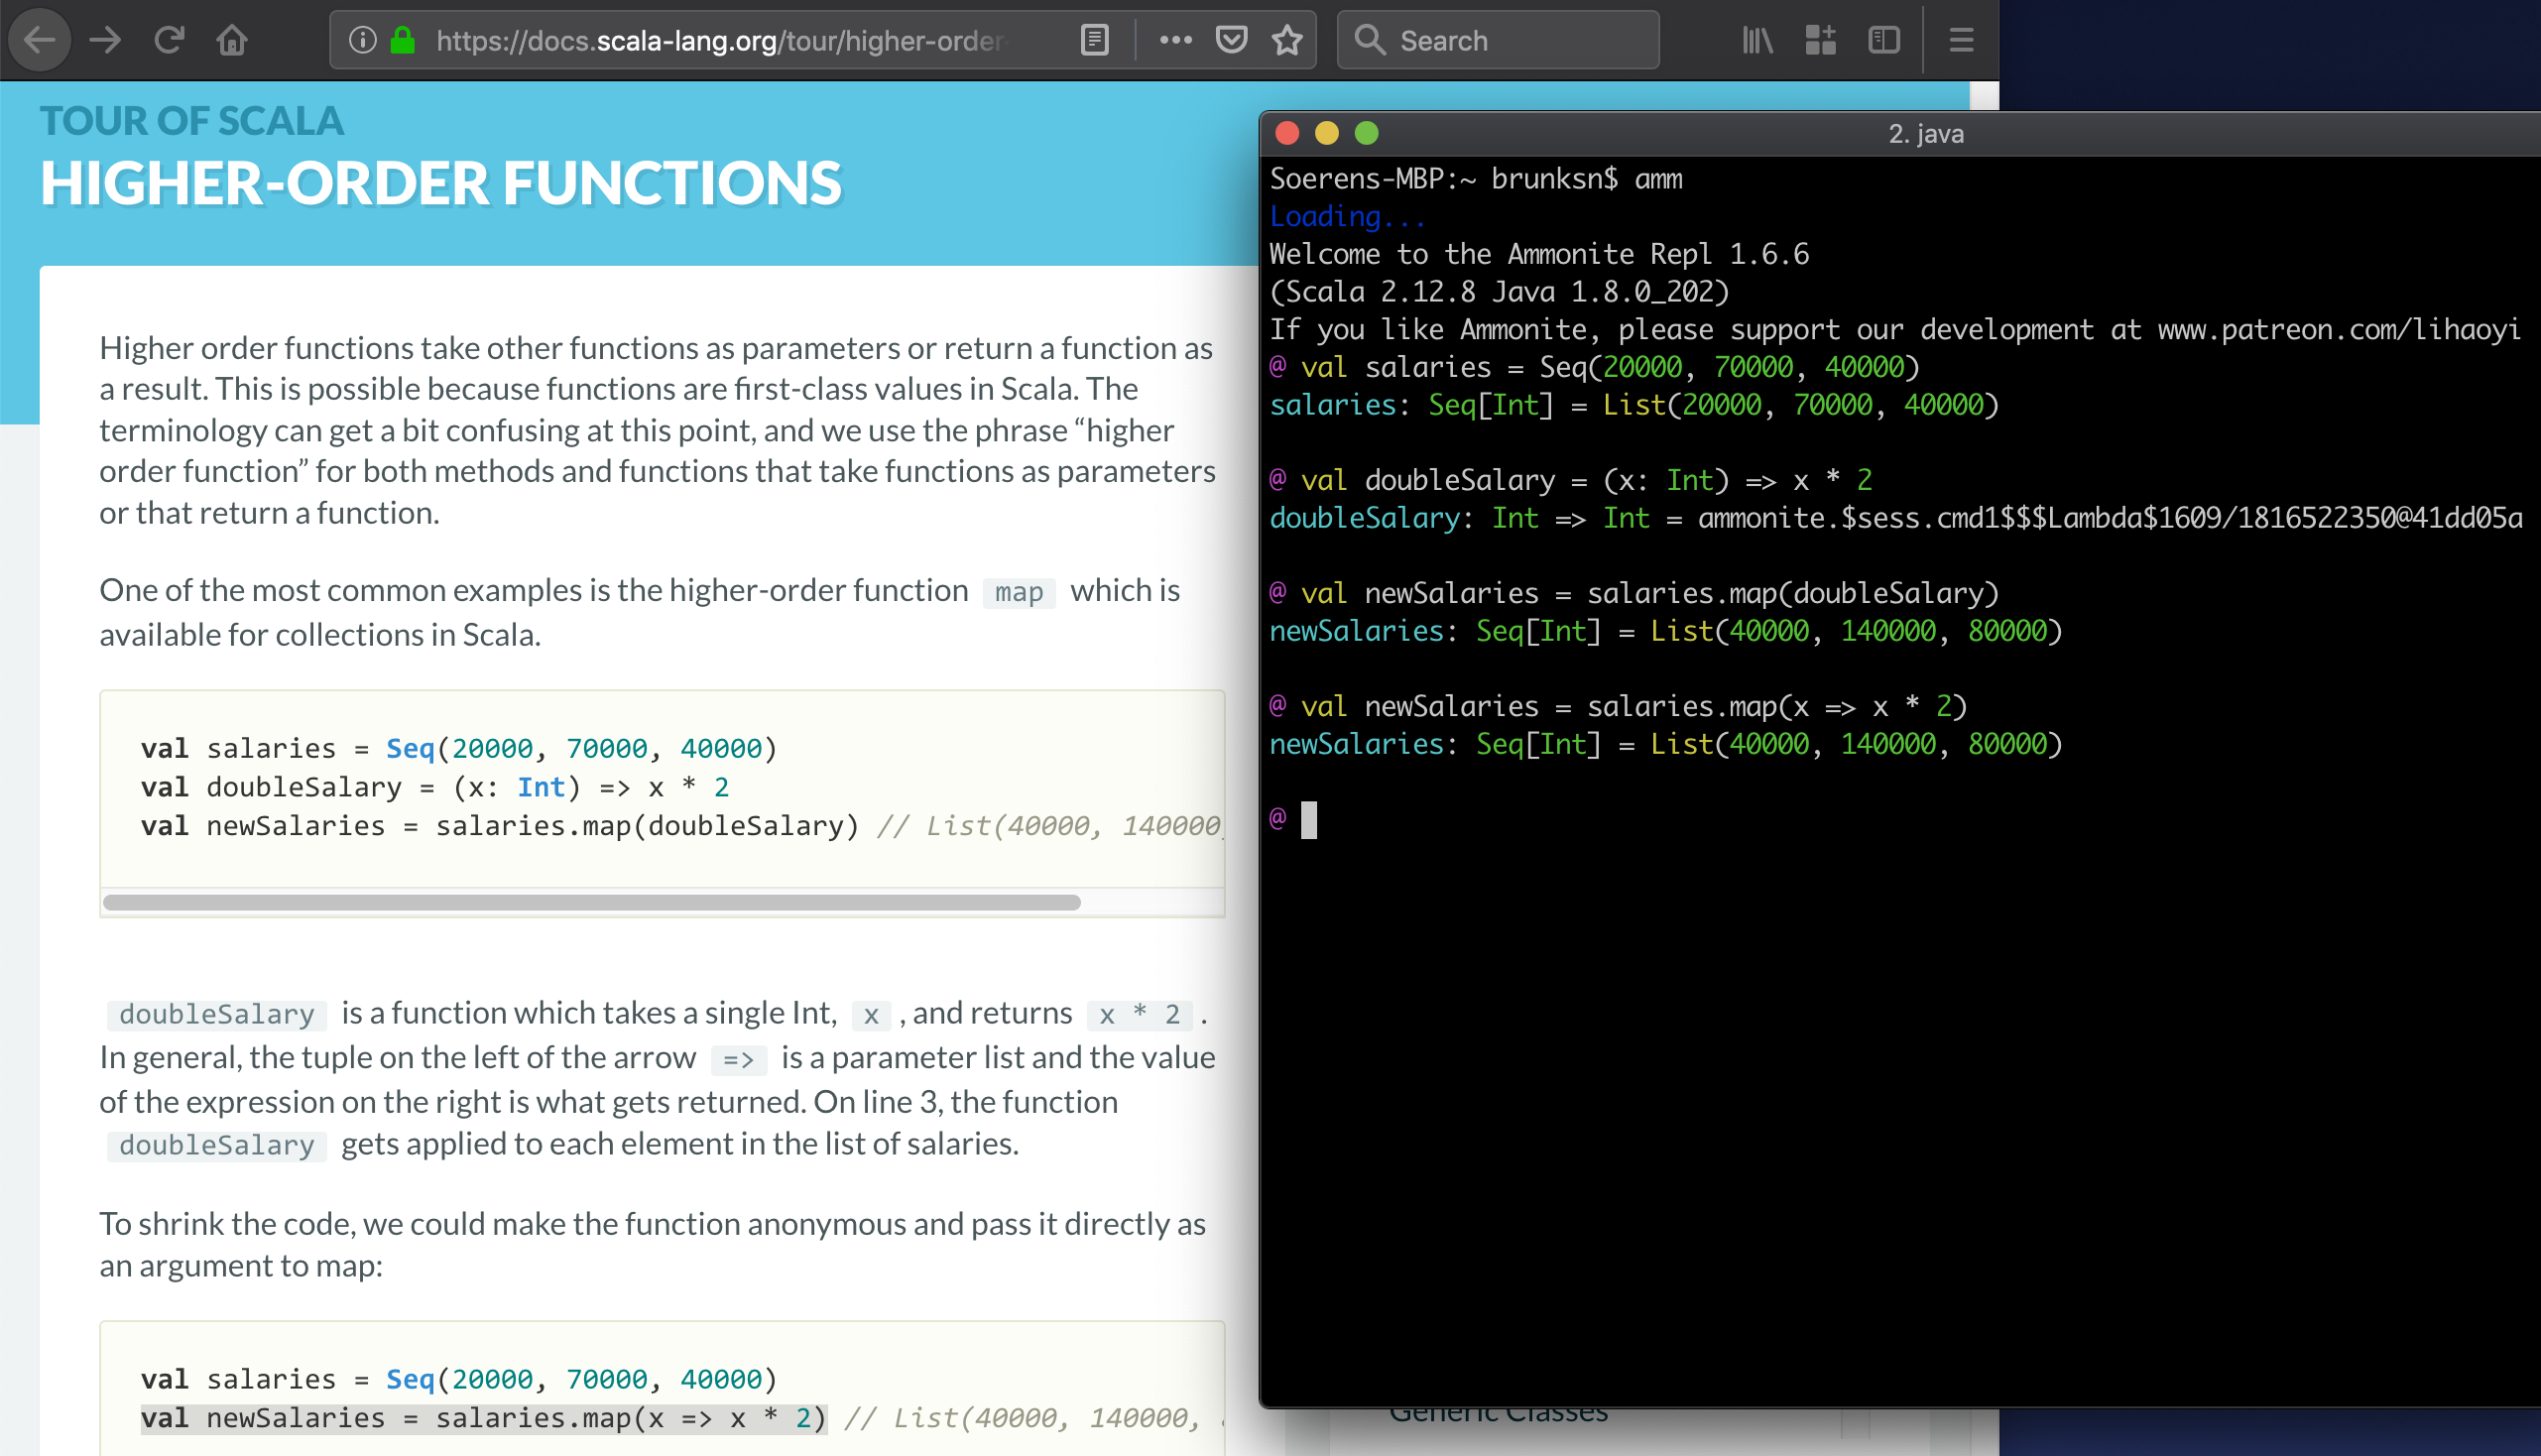 https://docs.scala-lang.org/tour/higher-order-
Search
TOUR OF SCALA
HIGHER-ORDER FUNCTIONS
Higher order functions take other functions as parameters or return a function as
a result. This is possible because functions are first-class values in Scala. The
terminology can get a bit confusing at this point, and we use the phrase “higher
order function” for both methods and functions that take functions as parameters
or that return a function.
One of the most common examples is the higher-order function map which is
available for collections in Scala.
val salaries = Seq(20000, 70000, 40000)
val doubleSalary = (x: Int) => x * 2
val newSalaries = salaries.map(doubleSalary) // List(40000, 140000,
doubleSalary is a function which takes a single Int, x , and returns x * 2 .
In general, the tuple on the left of the arrow => is a parameter list and the value
of the expression on the right is what gets returned. On line 3, the function
doubleSalary gets applied to each element in the list of salaries.
To shrink the code, we could make the function anonymous and pass it directly as
an argument to map:
val salaries = Seq(20000, 70000, 40000)
val newSalaries = salaries.map(x => x * 2) // List(40000, 140000,
2. java
Soerens-MBP:~ brunksn$ amm
Loading...
Welcome to the Ammonite Repl 1.6.6
(Scala 2.12.8 Java 1.8.0_202)
If you like Ammonite, please support our development at www.patreon.com/lihaoyi
@ val salaries = Seq(20000, 70000, 40000)
salaries: Seq[Int] = List(20000, 70000, 40000)
@ val doubleSalary = (x: Int) => x * 2
doubleSalary: Int => Int = ammonite.$sess.cmd1$$$Lambda$1609/1816522350@41dd05a
@ val newSalaries = salaries.map(doubleSalary)
newSalaries: Seq[Int] = List(40000, 140000, 80000)
@ val newSalaries = salaries.map(x => x * 2)
newSalaries: Seq[Int] = List(40000, 140000, 80000)
@
Generic Classes